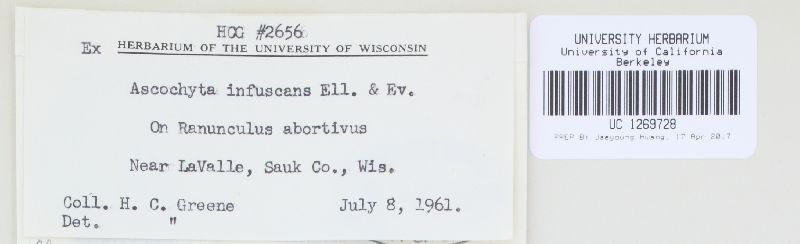 HCG #2656
Ex HERBARIUM OF THE UNIVERSITY OF WISCONSIN
Ascochyta infuscans Ell. & Ev.
On Ranunculus abortivus
Near LaValle, Sauk Co., Wis.
Coll. H. C. Greene July 8, 1961.
Det. "
UNIVERSITY HERBARIUM
University of California
Berkeley
UC 1269728
PREP BY Jaeyoung Hwang, 17 Apr 2017